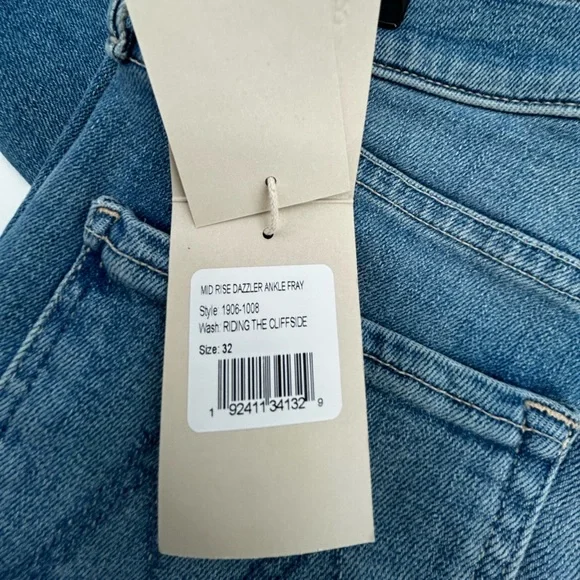 MID RISE DAZZLER ANKLE FRAY
Style: 1906-1008
Wash: RIDING THE CLIFFSIDE
Size: 32
1 92411 34132 9